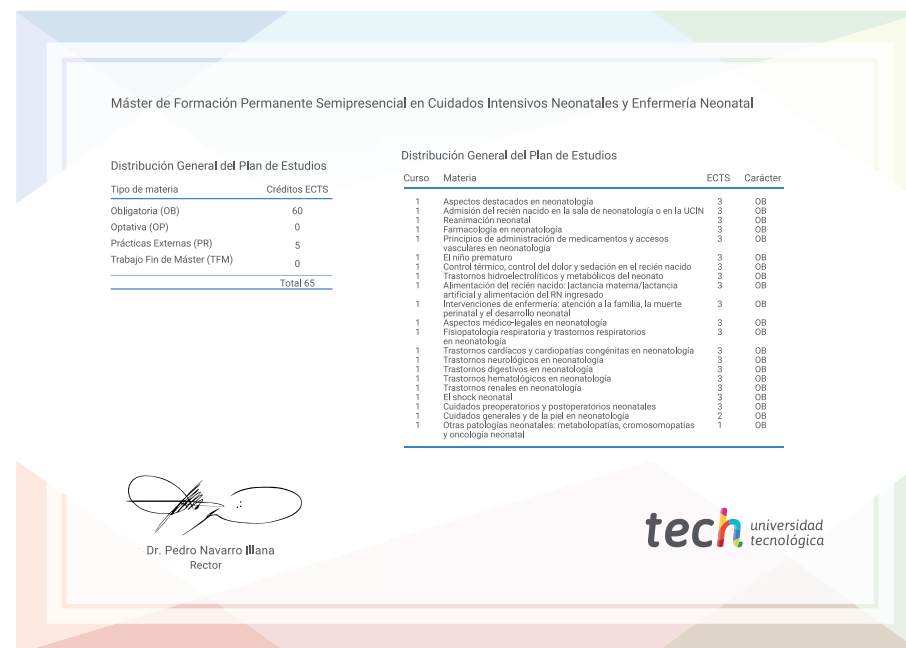 Máster de Formación Permanente Semipresencial en Cuidados Intensivos Neonatales y Enfermería Neonatal
Distribución General del Plan de Estudios
Tipo de materia Créditos ECTS
Obligatoria (OB) 60
Optativa (OP) 0
Prácticas Externas (PR) 5
Trabajo Fin de Máster (TFM) 0
Total 65
Distribución General del Plan de Estudios
Curso Materia ECTS Carácter
1 Aspectos destacados en neonatología 3 OB
1 Admisión del recién nacido en la sala de neonatología o en la UCIN 3 OB
1 Reanimación neonatal 3 OB
1 Farmacología en neonatología 3 OB
1 Principios de administración de medicamentos y accesos 3 OB
vasculares en neonatología
1 El niño prematuro 3 OB
1 Control térmico, control del dolor y sedación en el recién nacido 3 OB
1 Trastornos hidroelectrolíticos y metabólicos del neonato 3 OB
1 Alimentación del recién nacido: lactancia materna/lactancia 3 OB
artificial y alimentación del RN ingresado
1 Intervenciones de enfermería: atención a la familia, la muerte 3 OB
perinatal y el desarrollo neonatal
1 Aspectos médico-legales en neonatología 3 OB
1 Fisiopatología respiratoria y trastornos respiratorios 3 OB
en neonatología
1 Trastornos cardíacos y cardiopatías congénitas en neonatología 3 OB
1 Trastornos neurológicos en neonatología 3 OB
1 Trastornos digestivos en neonatología 3 OB
1 Trastornos hematológicos en neonatología 3 OB
1 Trastornos renales en neonatología 3 OB
1 El shock neonatal 3 OB
1 Cuidados preoperatorios y postoperatorios neonatales 3 OB
1 Cuidados generales y de la piel en neonatología 2 OB
1 Otras patologías neonatales: metabolopatías, cromosomopatías 1 OB
y oncología neonatal
Dr. Pedro Navarro Illana
Rector
tech universidad
tecnológica